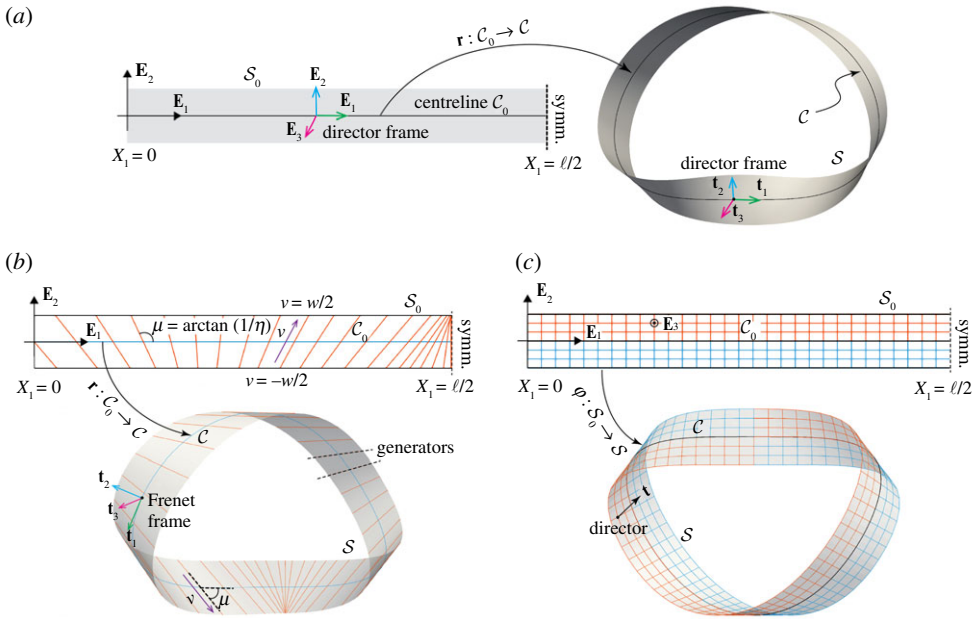 (a)
r : C₀ → C
E₂
S₀
E₂
E₁
E₁
centreline C₀
symm.
E₃
director frame
X₁ = 0
X₁ = ℓ/2
C
director frame
S
t₂
t₁
t₃
(b)
E₂
v = w/2
S₀
E₁
μ = arctan (1/η)
v
C₀
symm.
X₁ = 0
v = –w/2
X₁ = ℓ/2
r : C₀ → C
C
generators
t₂
t₃
t₁
Frenet
frame
S
v
μ
(c)
E₂
S₀
E₃
E₁
C₀
symm.
X₁ = 0
X₁ = ℓ/2
φ : S₀ → S
C
t
director
S